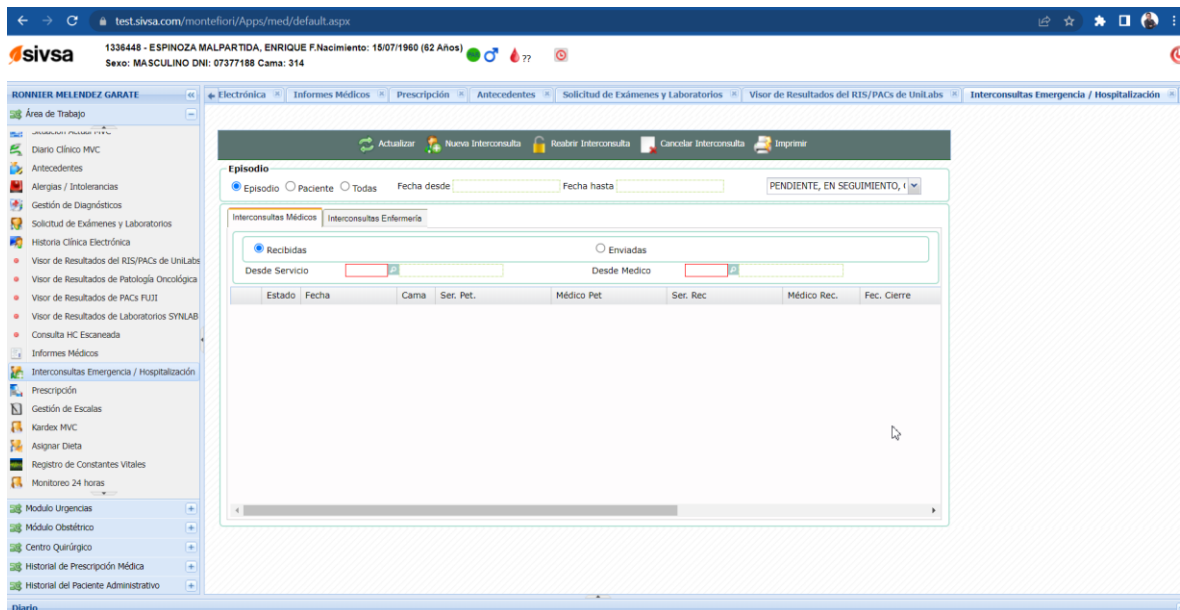 test.sivsa.com/montefiori/Apps/med/default.aspx
sivsa
1336448 - ESPINOZA MALPARTIDA, ENRIQUE F.Nacimiento: 15/07/1960 (62 Años)
Sexo: MASCULINO DNI: 07377188 Cama: 314
??
RONNIER MELENDEZ GARATE
Electrónica
Informes Médicos
Prescripción
Antecedentes
Solicitud de Exámenes y Laboratorios
Visor de Resultados del RIS/PACs de UniLabs
Interconsultas Emergencia / Hospitalización
Área de Trabajo
Situación Actual MVC
Diario Clínico MVC
Antecedentes
Alergias / Intolerancias
Gestión de Diagnósticos
Solicitud de Exámenes y Laboratorios
Historia Clínica Electrónica
Visor de Resultados del RIS/PACs de UniLabs
Visor de Resultados de Patología Oncológica
Visor de Resultados de PACs FUJI
Visor de Resultados de Laboratorios SYNLAB
Consulta HC Escaneada
Informes Médicos
Interconsultas Emergencia / Hospitalización
Prescripción
Gestión de Escalas
Kardex MVC
Asignar Dieta
Registro de Constantes Vitales
Monitoreo 24 horas
Modulo Urgencias
Módulo Obstétrico
Centro Quirúrgico
Historial de Prescripción Médica
Historial del Paciente Administrativo
Diario
Actualizar
Nueva Interconsulta
Reabrir Interconsulta
Cancelar Interconsulta
Imprimir
Episodio
Episodio Paciente Todas Fecha desde Fecha hasta PENDIENTE, EN SEGUIMIENTO, (
Interconsultas Médicos
Interconsultas Enfermería
Recibidas Enviadas
Desde Servicio Desde Medico
Estado Fecha Cama Ser. Pet. Médico Pet Ser. Rec Médico Rec. Fec. Cierre